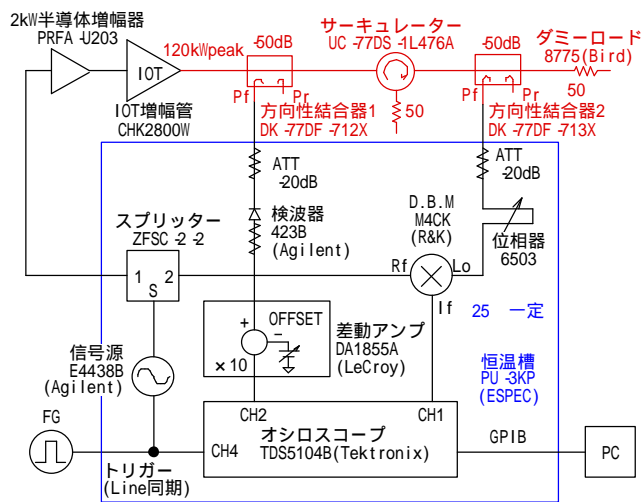 2kW半導体増幅器
PRFA -U203
IOT
120kWpeak
IOT増幅管
CHK2800W
-50dB
Pf
Pr
方向性結合器1
DK -77DF -712X
サーキュレーター
UC -77DS -1L476A
50
-50dB
Pf
Pr
方向性結合器2
DK -77DF -713X
ダミーロード
8775(Bird)
50
ATT
-20dB
ATT
-20dB
検波器
423B
(Agilent)
D.B.M
M4CK
(R&K)
Rf
Lo
If
位相器
6503
スプリッター
ZFSC -2 -2
1
2
S
25 一定
OFFSET
+
-
×10
差動アンプ
DA1855A
(LeCroy)
恒温槽
PU -3KP
(ESPEC)
信号源
E4438B
(Agilent)
FG
CH2
CH1
CH4
オシロスコープ
TDS5104B(Tektronix)
GPIB
PC
トリガー
(Line同期)